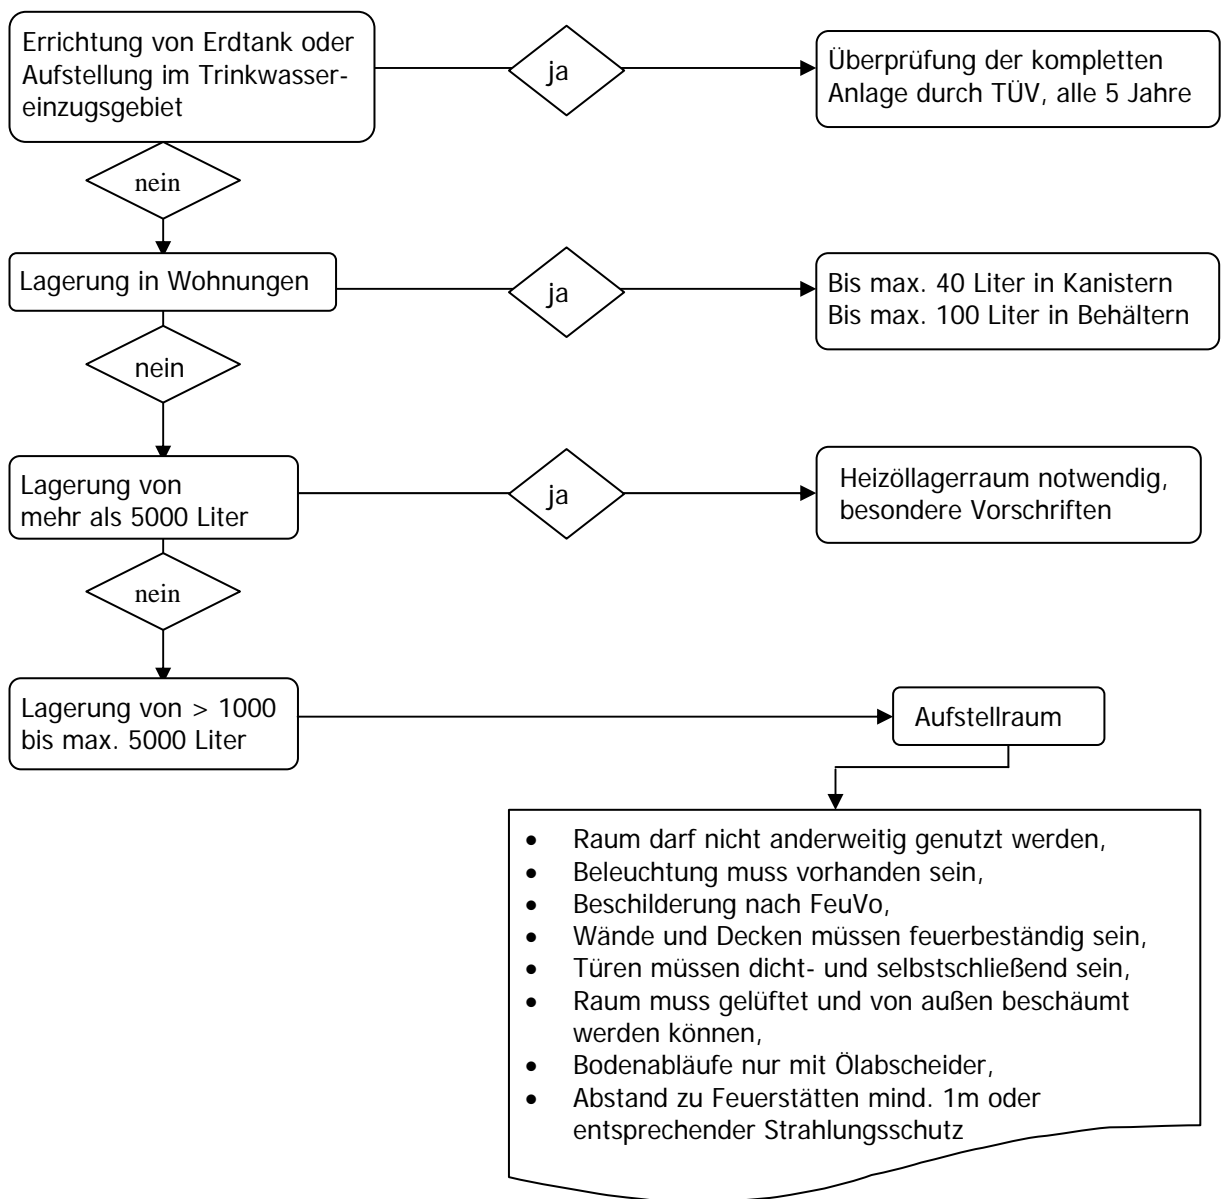 Errichtung von Erdtank oder
Aufstellung im Trinkwasser-
einzugsgebiet
ja
Überprüfung der kompletten
Anlage durch TÜV, alle 5 Jahre
nein
Lagerung in Wohnungen
ja
Bis max. 40 Liter in Kanistern
Bis max. 100 Liter in Behältern
nein
Lagerung von
mehr als 5000 Liter
ja
Heizöllagerraum notwendig,
besondere Vorschriften
nein
Lagerung von > 1000
bis max. 5000 Liter
Aufstellraum
• Raum darf nicht anderweitig genutzt werden,
• Beleuchtung muss vorhanden sein,
• Beschilderung nach FeuVo,
• Wände und Decken müssen feuerbeständig sein,
• Türen müssen dicht- und selbstschließend sein,
• Raum muss gelüftet und von außen beschäumt
werden können,
• Bodenabläufe nur mit Ölabscheider,
• Abstand zu Feuerstätten mind. 1m oder
entsprechender Strahlungsschutz